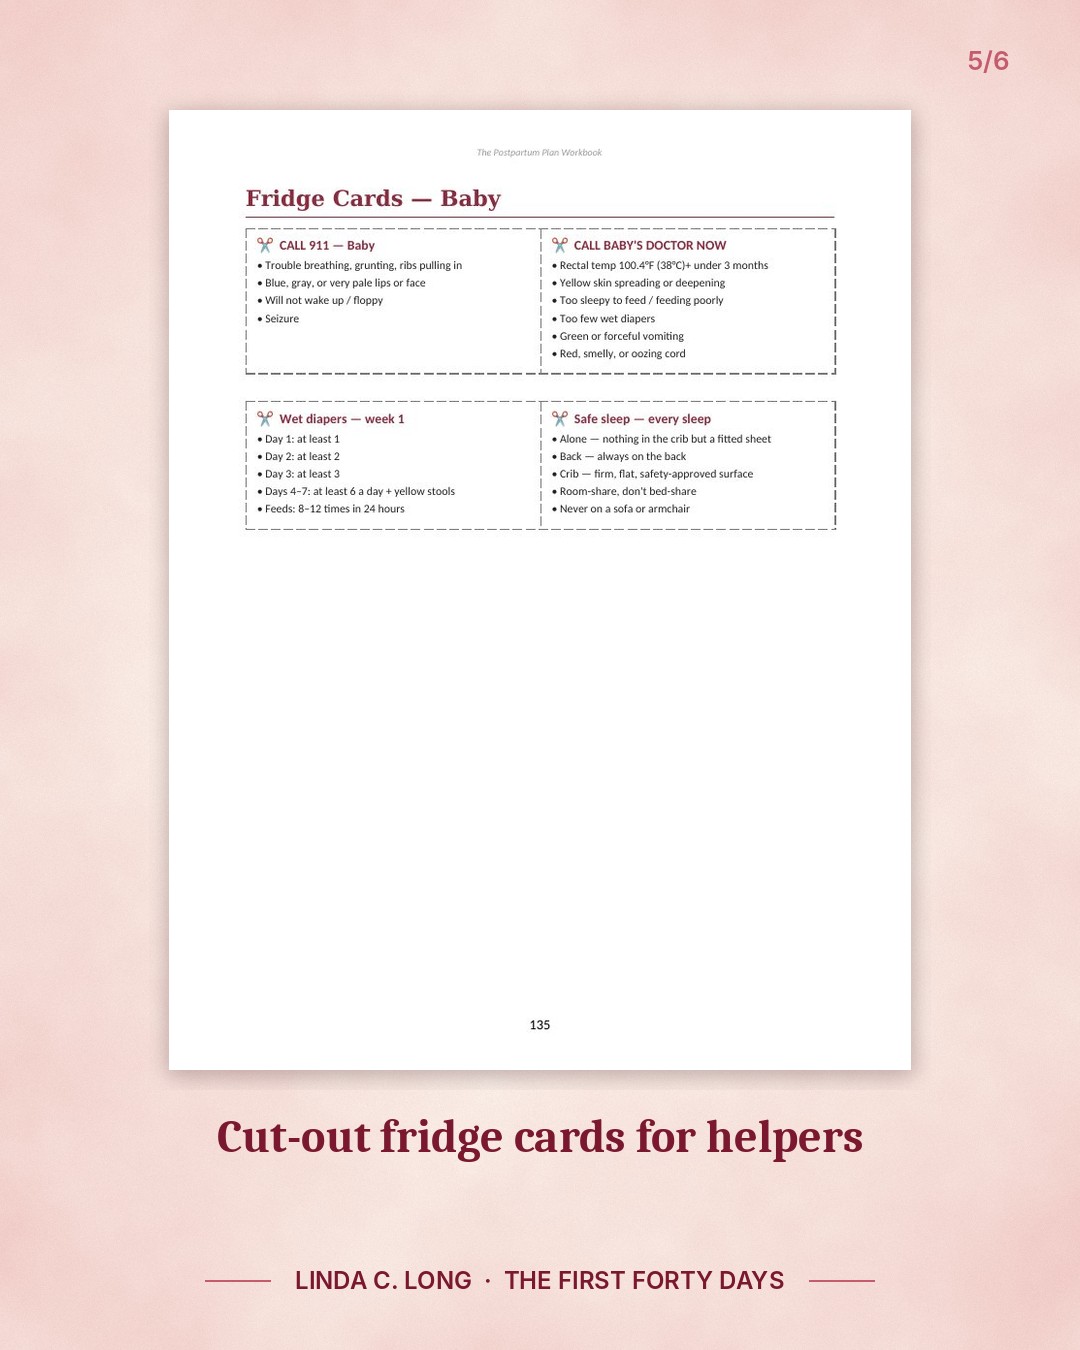 5/6
The Postpartum Plan Workbook
Fridge Cards — Baby
✂️ CALL 911 — Baby
• Trouble breathing, grunting, ribs pulling in
• Blue, gray, or very pale lips or face
• Will not wake up / floppy
• Seizure
✂️ CALL BABY'S DOCTOR NOW
• Rectal temp 100.4°F (38°C)+ under 3 months
• Yellow skin spreading or deepening
• Too sleepy to feed / feeding poorly
• Too few wet diapers
• Green or forceful vomiting
• Red, smelly, or oozing cord
✂️ Wet diapers — week 1
• Day 1: at least 1
• Day 2: at least 2
• Day 3: at least 3
• Days 4–7: at least 6 a day + yellow stools
• Feeds: 8–12 times in 24 hours
✂️ Safe sleep — every sleep
• Alone — nothing in the crib but a fitted sheet
• Back — always on the back
• Crib — firm, flat, safety-approved surface
• Room-share, don't bed-share
• Never on a sofa or armchair
135
Cut-out fridge cards for helpers
LINDA C. LONG · THE FIRST FORTY DAYS